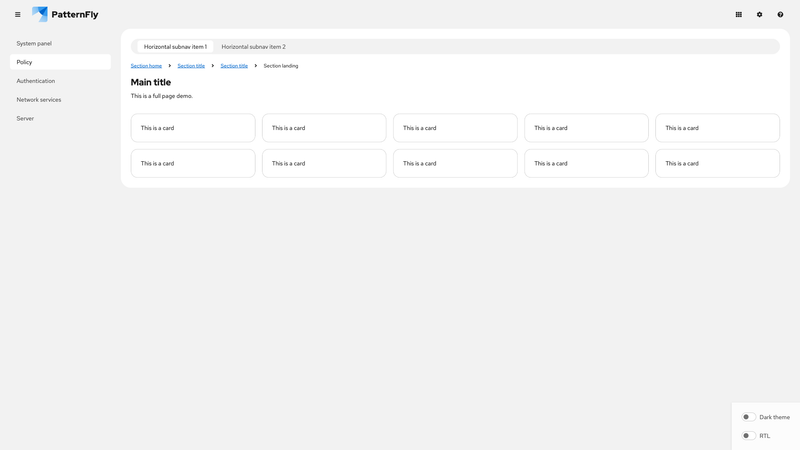 PatternFly
System panel
Policy
Authentication
Network services
Server
Horizontal subnav item 1
Horizontal subnav item 2
Section home
Section title
Section title
Section landing
Main title
This is a full page demo.
This is a card
This is a card
This is a card
This is a card
This is a card
This is a card
This is a card
This is a card
This is a card
This is a card
Dark theme
RTL